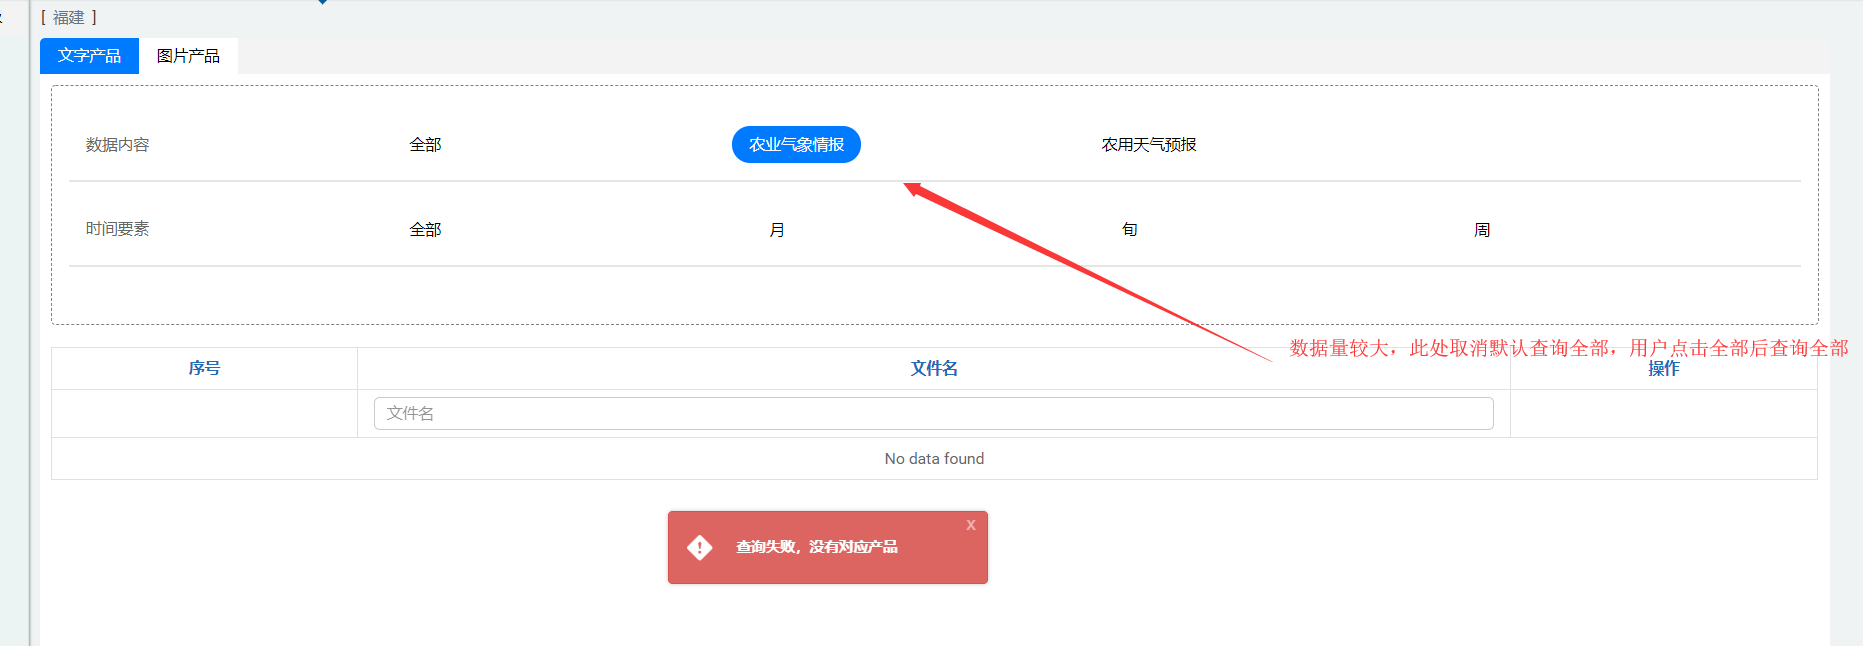 [ 福建 ]
文字产品 图片产品
数据内容 全部 农业气象情报 农用天气预报
时间要素 全部 月 旬 周
数据量较大，此处取消默认查询全部，用户点击全部后查询全部
序号 文件名 操作
文件名
No data found
x
查询失败，没有对应产品